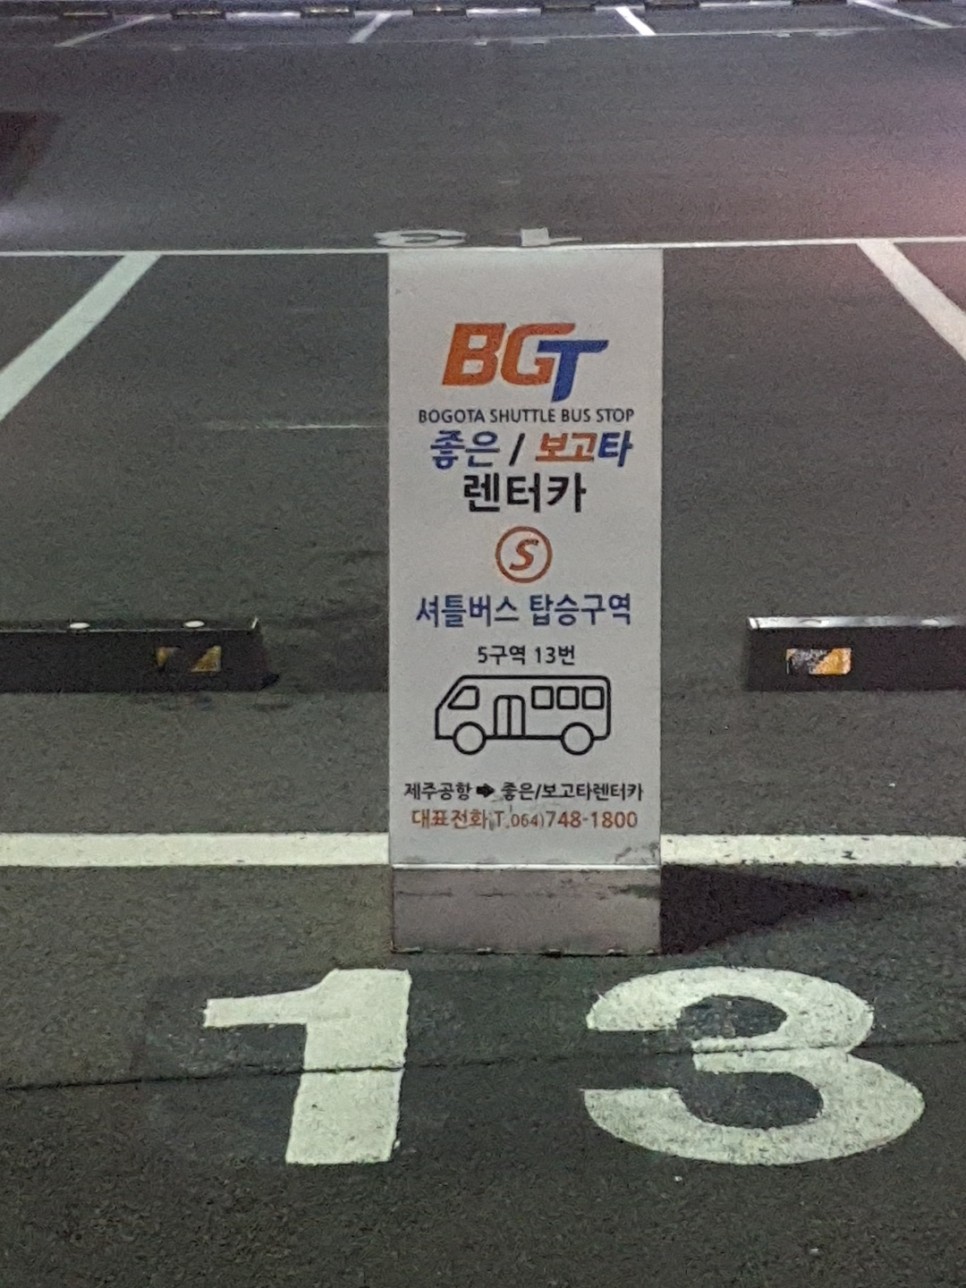 BGT
BOGOTA SHUTTLE BUS STOP
좋은 / 보고타
렌터카
S
셔틀버스 탑승구역
5구역 13번
제주공항 ➡ 좋은/보고타렌터카
대표전화(T.064)748-1800
13